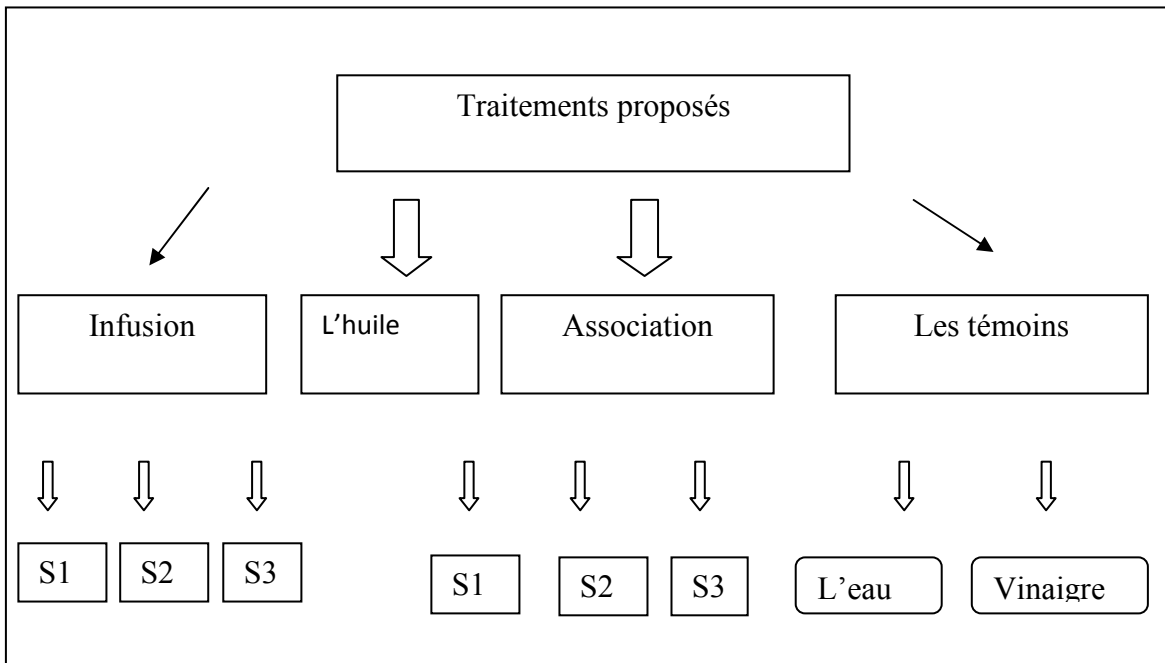 Traitements proposés
Infusion
L’huile
Association
Les témoins
S1
S2
S3
S1
S2
S3
L’eau
Vinaigre